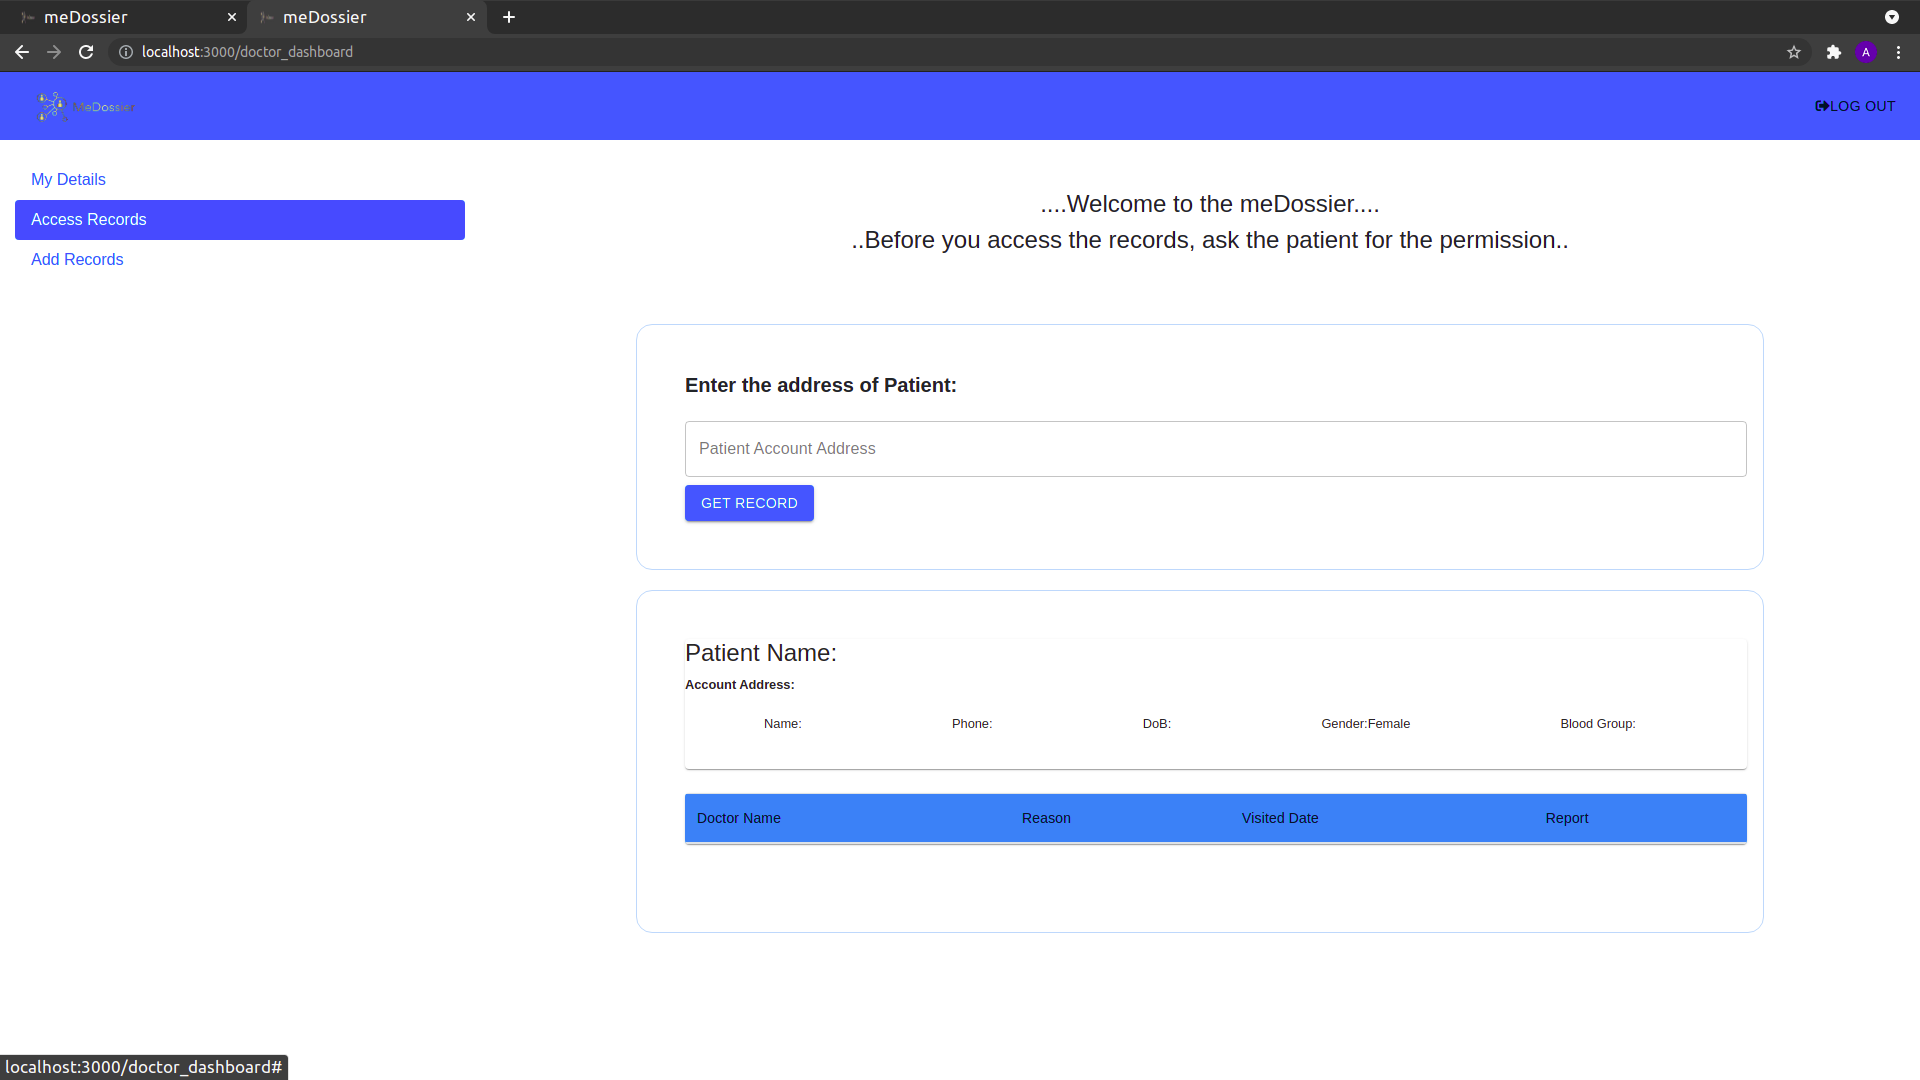 meDossier
meDossier
localhost:3000/doctor_dashboard
A
MeDossier
LOG OUT
My Details
Access Records
Add Records
....Welcome to the meDossier....
..Before you access the records, ask the patient for the permission..
Enter the address of Patient:
Patient Account Address
GET RECORD
Patient Name:
Account Address:
Name: Phone: DoB: Gender:Female Blood Group:
Doctor Name Reason Visited Date Report
localhost:3000/doctor_dashboard#